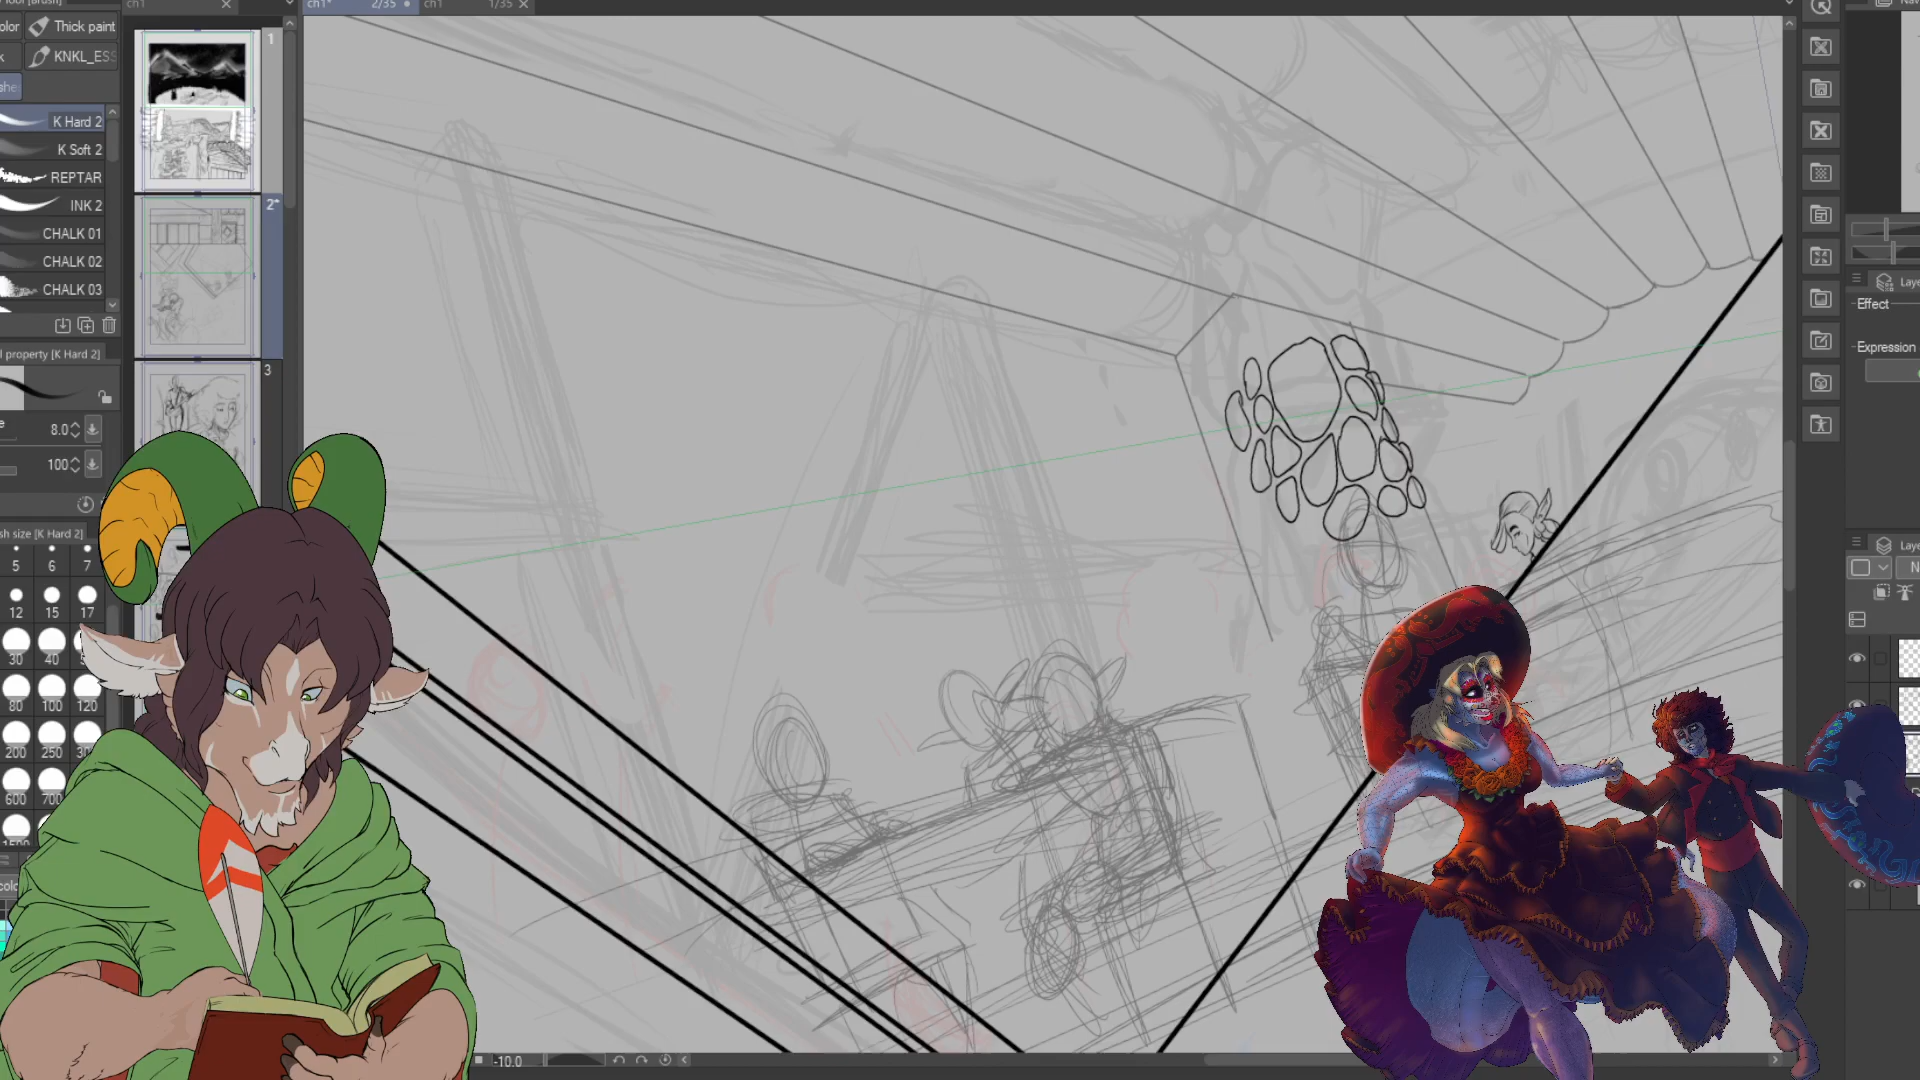 ch1
ch1* 2/35
ch1 1/35
Thick paint
KNKL_ESS
K Hard 2
K Soft 2
REPTAR
INK 2
CHALK 01
CHALK 02
CHALK 03
property [K Hard 2]
8.0
100
sh size [K Hard 2]
5 6 7
12 15 17
30 40
80 100 120
200 250
600 700
1
2*
3
-10.0
Effect
Expression